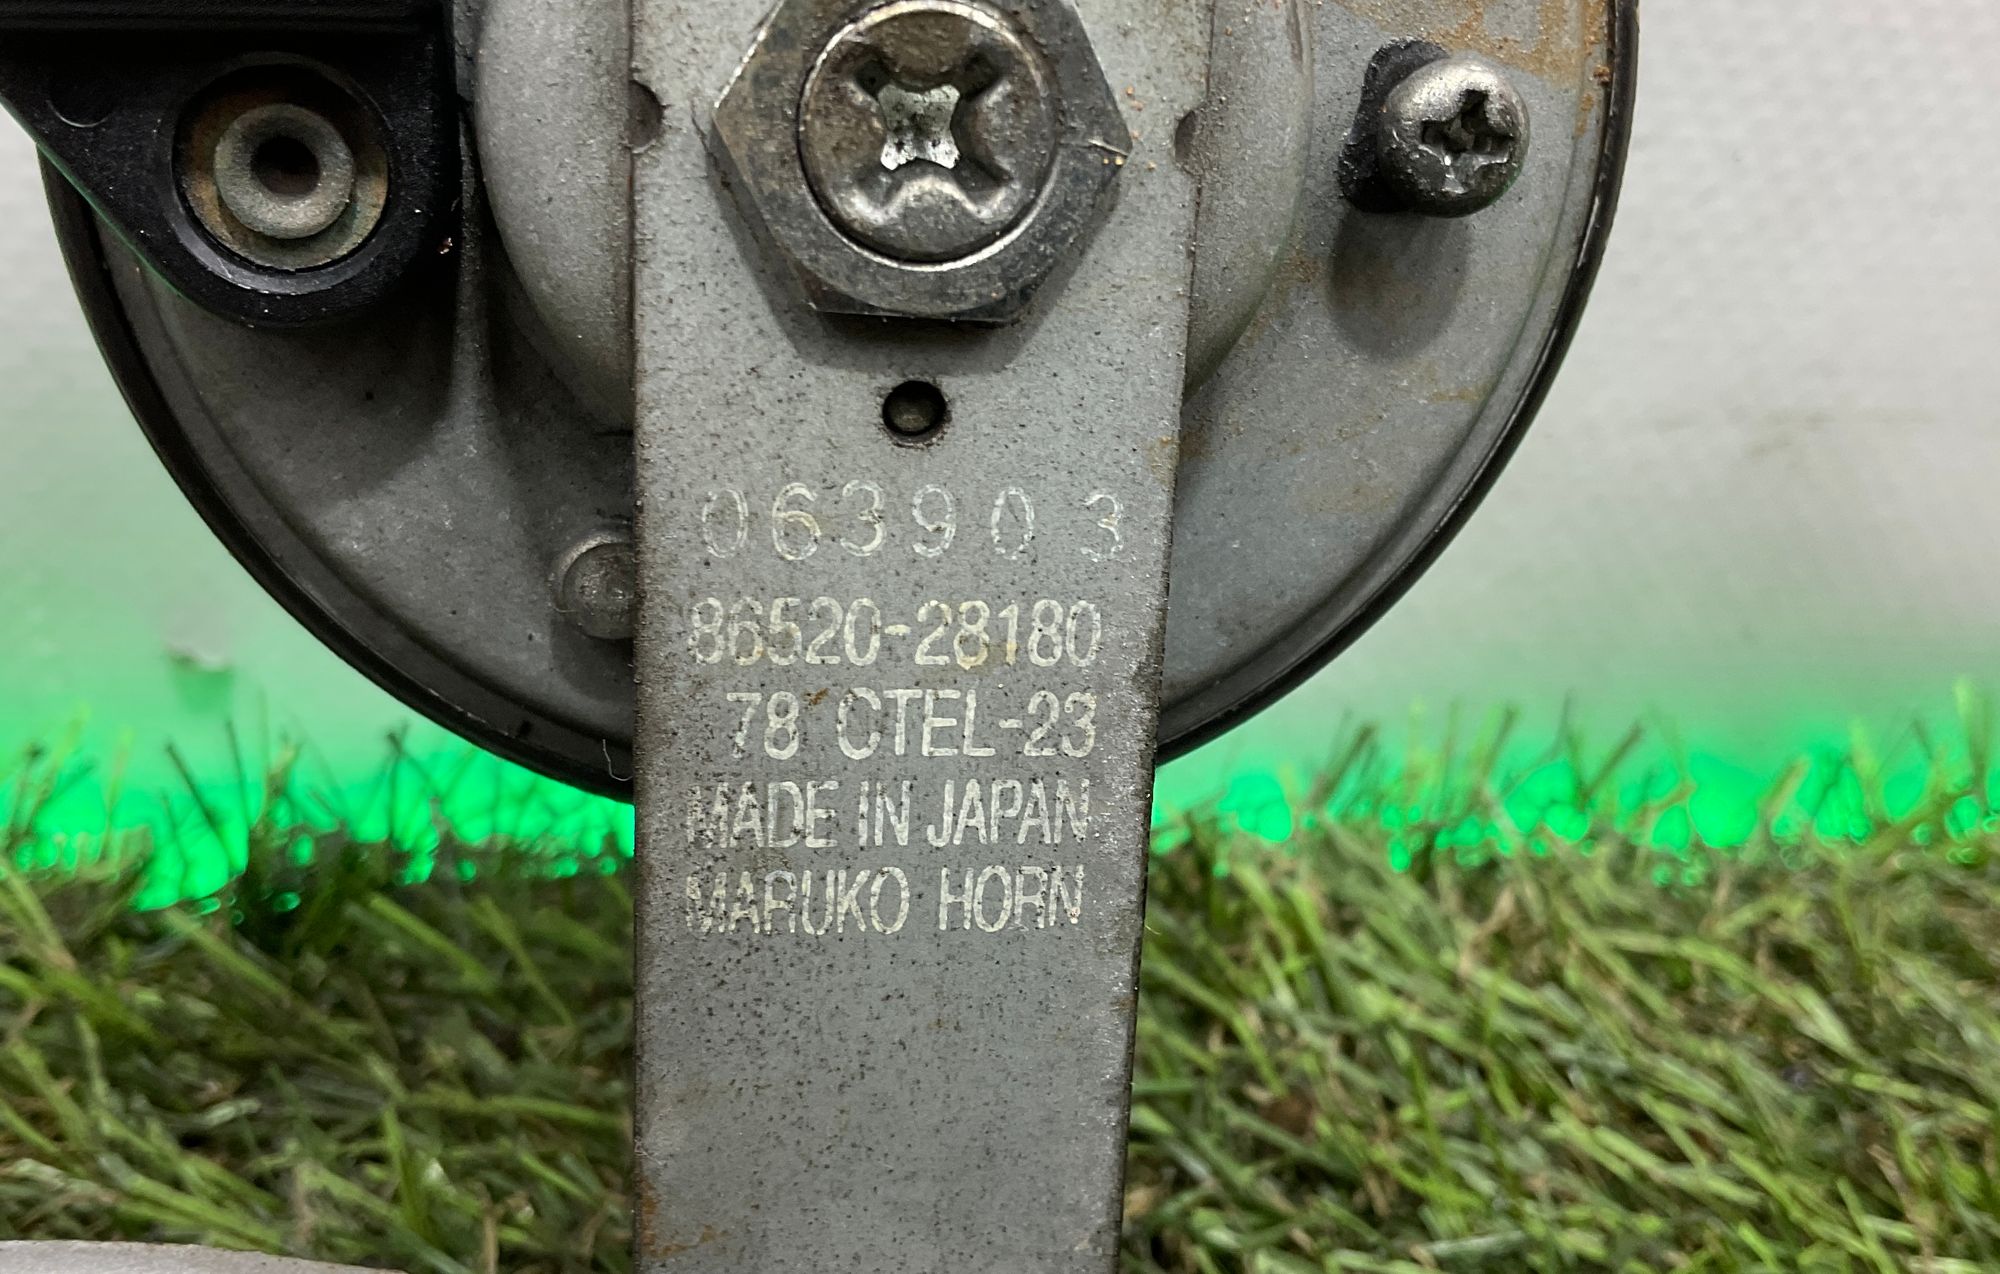 063903
86520-28180
78 CTEL-23
MADE IN JAPAN
MARUKO HORN